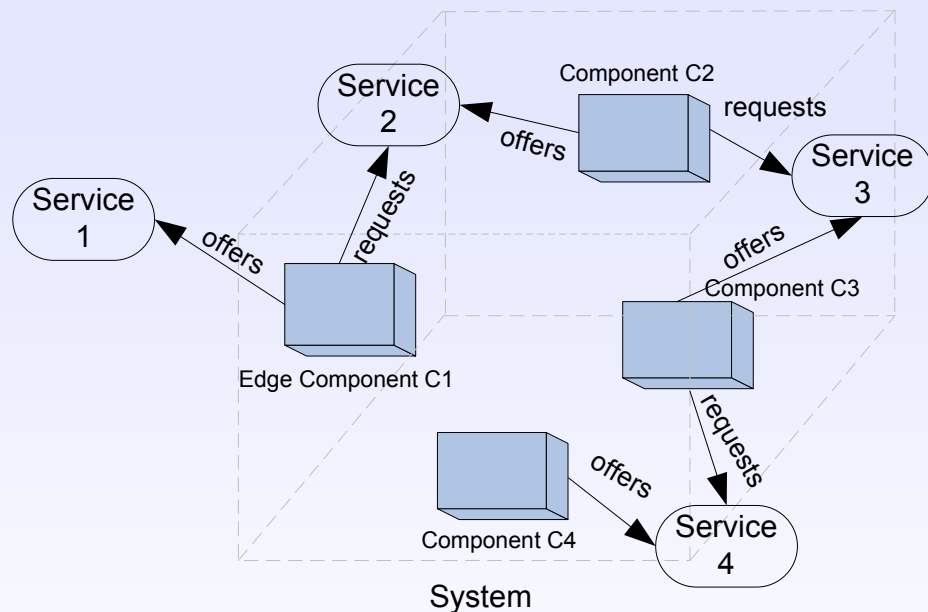 Component C2
Service
2
requests
offers
Service
3
Service
1
offers
requests
offers
Component C3
Edge Component C1
requests
offers
Component C4
Service
4
System